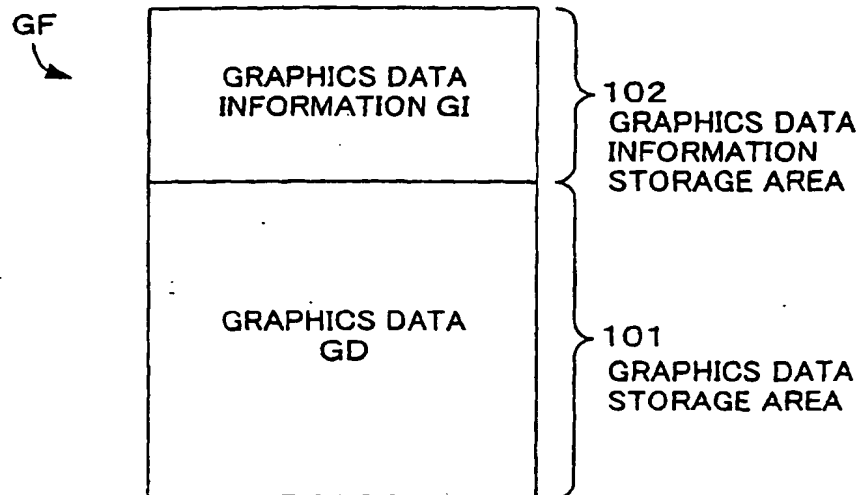 GF
GRAPHICS DATA
INFORMATION GI
102
GRAPHICS DATA
INFORMATION
STORAGE AREA
GRAPHICS DATA
GD
101
GRAPHICS DATA
STORAGE AREA